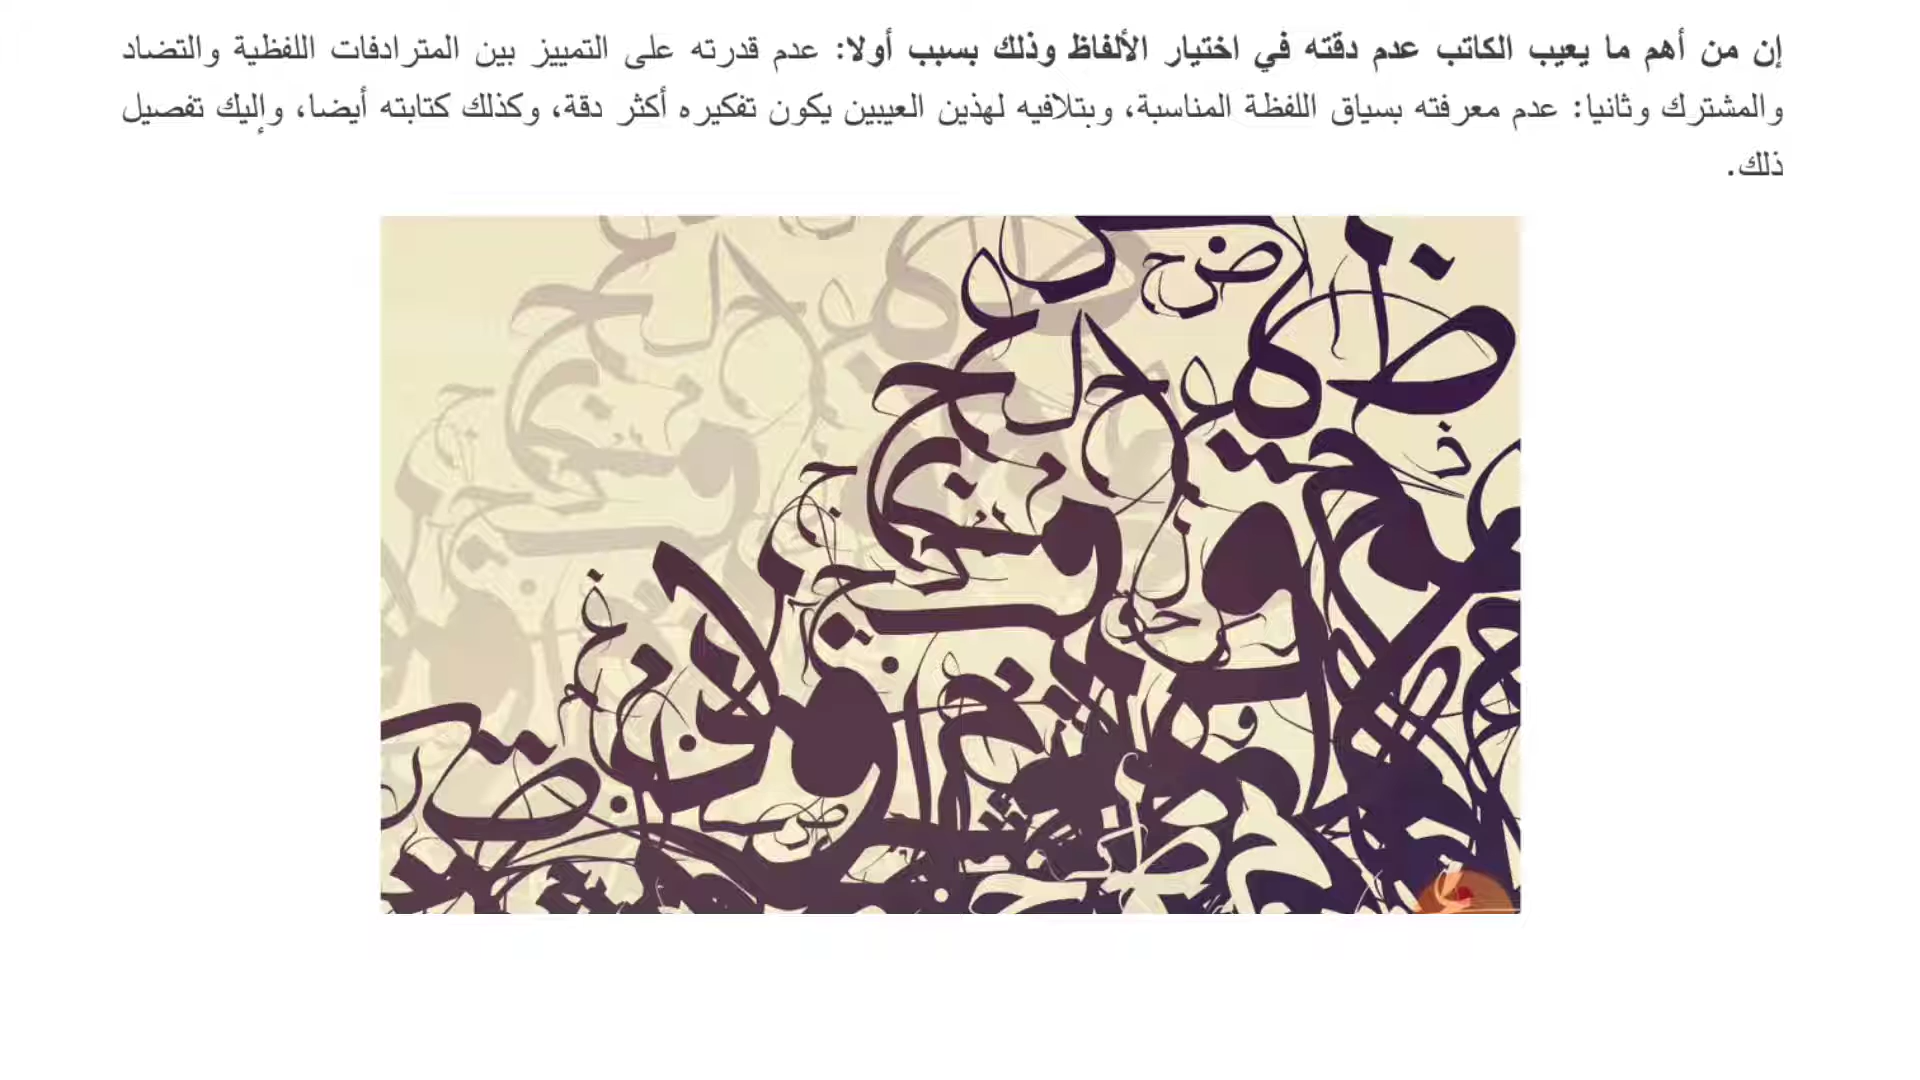 إن من أهم ما يعيب الكاتب عدم دقته في اختيار الألفاظ وذلك بسبب أولا: عدم قدرته على التمييز بين المترادفات اللفظية والتضاد
والمشترك وثانيا: عدم معرفته بسياق اللفظة المناسبة، وبتلافيه لهذين العيبين يكون تفكيره أكثر دقة، وكذلك كتابته أيضا، وإليك تفصيل
ذلك.